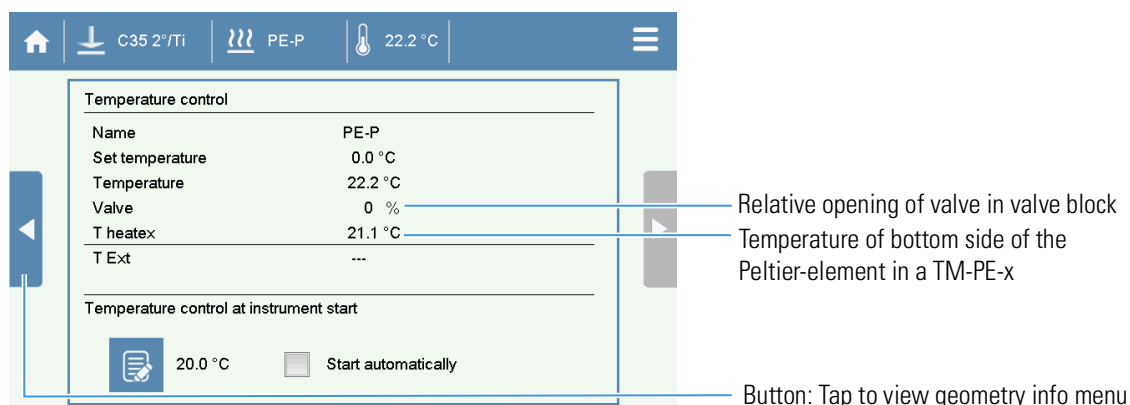 C35 2°/Ti PE-P 22.2 °C
Temperature control
Name PE-P
Set temperature 0.0 °C
Temperature 22.2 °C
Valve 0 %
T heatex 21.1 °C
T Ext ---
Temperature control at instrument start
20.0 °C Start automatically
Relative opening of valve in valve block
Temperature of bottom side of the
Peltier-element in a TM-PE-x
Button: Tap to view geometry info menu